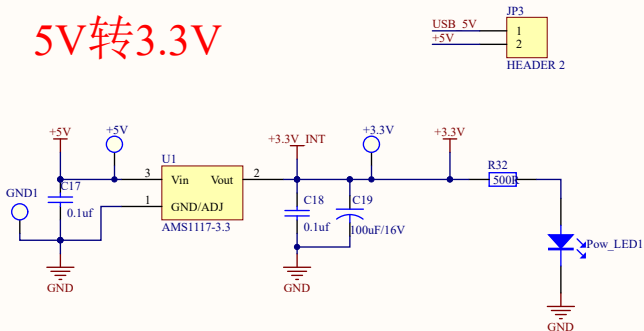 5V转3.3V
JP3
USB_5V
1
+5V
2
HEADER 2
+5V
+5V
+3.3V_INT
+3.3V
+3.3V
U1
R32
3
Vin
Vout
2
500R
GND1
C17
1
GND/ADJ
C18
C19
0.1uf
AMS1117-3.3
0.1uf
100uF/16V
Pow_LED1
GND
GND
GND